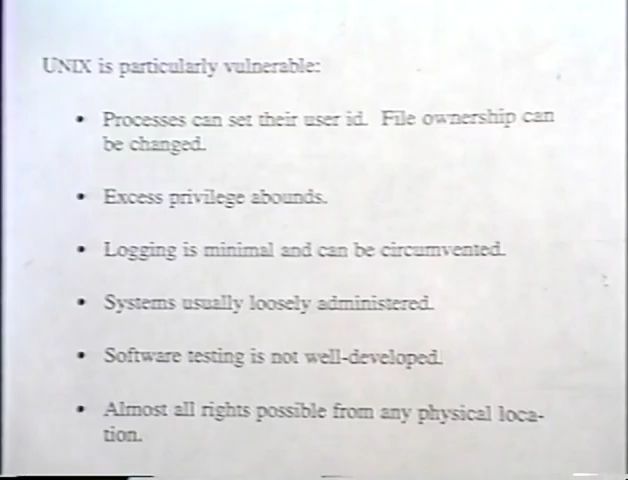 UNIX is particularly vulnerable:
• Processes can set their user id. File ownership can
be changed.
• Excess privilege abounds.
• Logging is minimal and can be circumvented.
• Systems usually loosely administered.
• Software testing is not well-developed.
• Almost all rights possible from any physical loca-
tion.